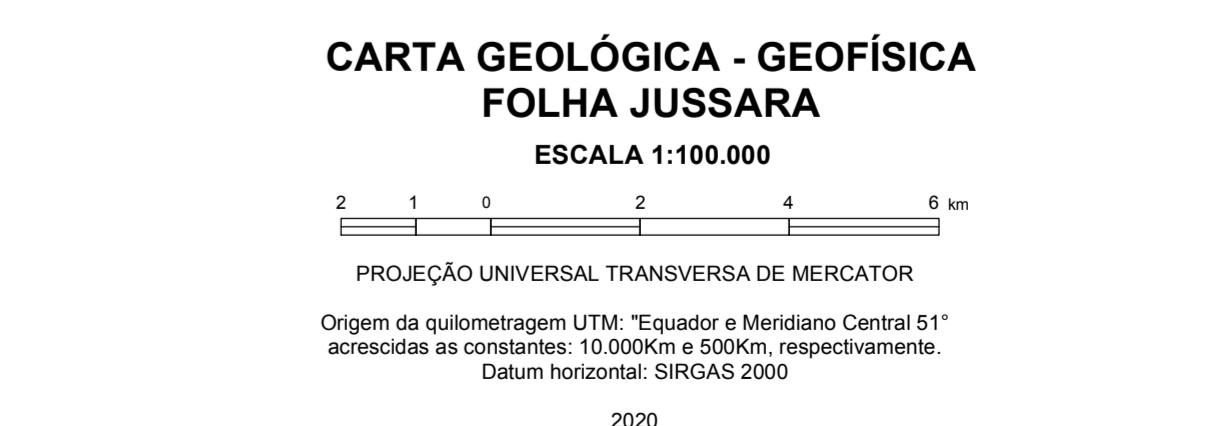 CARTA GEOLÓGICA - GEOFÍSICA
FOLHA JUSSARA
ESCALA 1:100.000
2 1 0 2 4 6 km
PROJEÇÃO UNIVERSAL TRANSVERSA DE MERCATOR
Origem da quilometragem UTM: "Equador e Meridiano Central 51°
acrescidas as constantes: 10.000Km e 500Km, respectivamente.
Datum horizontal: SIRGAS 2000
2020